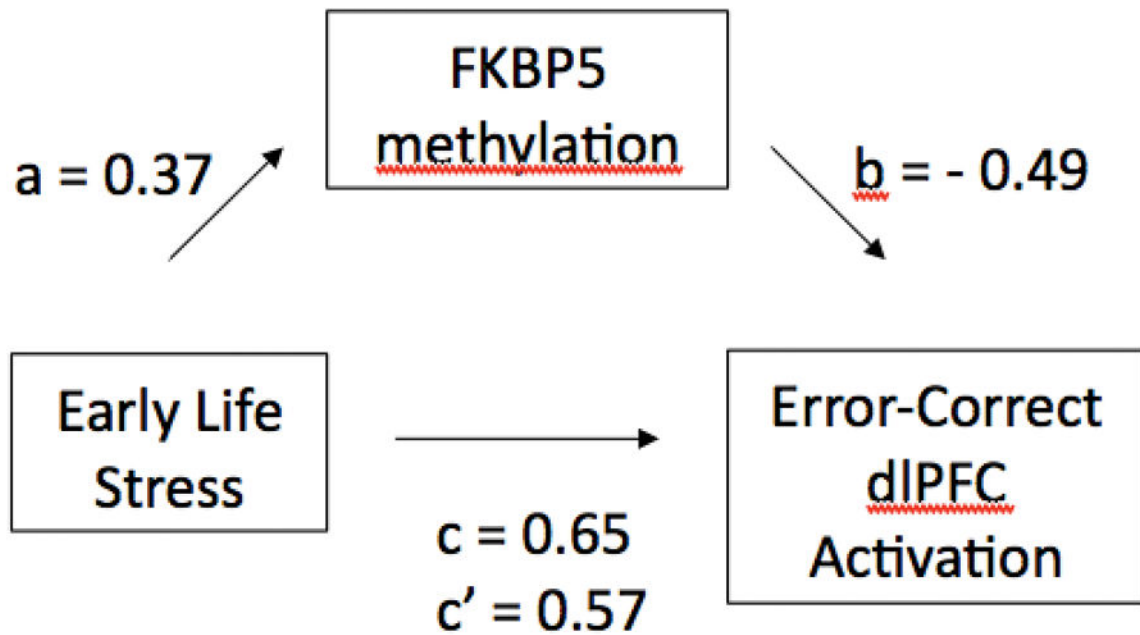 FKBP5
methylation
a = 0.37
b = - 0.49
Early Life
Stress
c = 0.65
c’ = 0.57
Error-Correct
dlPFC
Activation